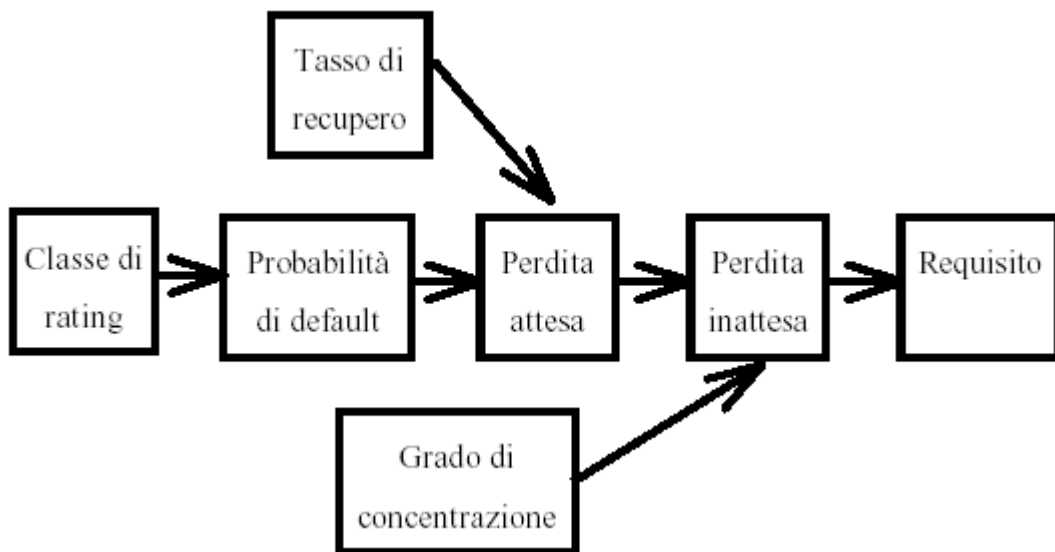 Tasso di
recupero
Classe di
rating
Probabilità
di default
Perdita
attesa
Perdita
inattesa
Requisito
Grado di
concentrazione